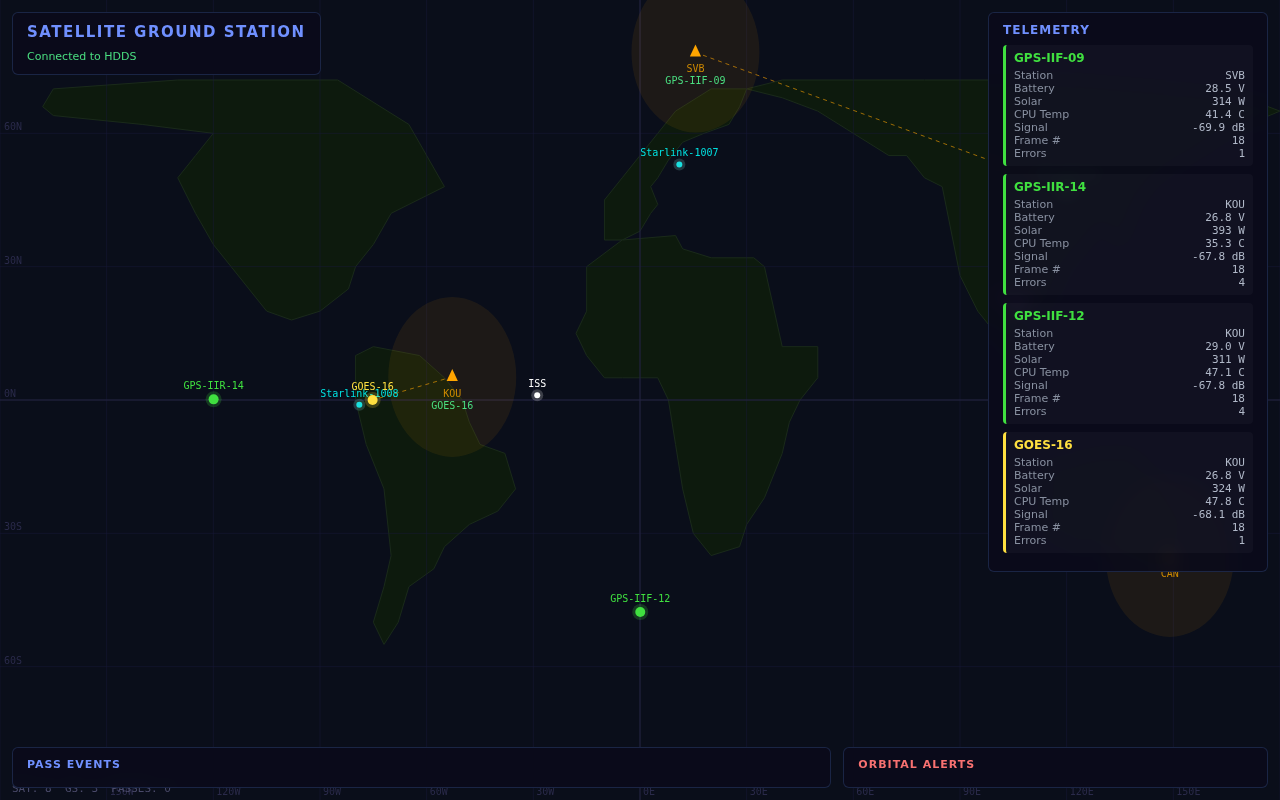 SATELLITE GROUND STATION
Connected to HDDS
SVB
GPS-IIF-09
Starlink-1007
60N
30N
GPS-IIR-14
GOES-16
Starlink-1008
KOU
GOES-16
ISS
0N
30S
GPS-IIF-12
60S
CAN
TELEMETRY
GPS-IIF-09
Station SVB
Battery 28.5 V
Solar 314 W
CPU Temp 41.4 C
Signal -69.9 dB
Frame # 18
Errors 1
GPS-IIR-14
Station KOU
Battery 26.8 V
Solar 393 W
CPU Temp 35.3 C
Signal -67.8 dB
Frame # 18
Errors 4
GPS-IIF-12
Station KOU
Battery 29.0 V
Solar 311 W
CPU Temp 47.1 C
Signal -67.8 dB
Frame # 18
Errors 4
GOES-16
Station KOU
Battery 26.8 V
Solar 324 W
CPU Temp 47.8 C
Signal -68.1 dB
Frame # 18
Errors 1
PASS EVENTS
ORBITAL ALERTS
SAT: 8 GS: 5 PASSES: 0
150W 120W 90W 60W 30W 0E 30E 60E 90E 120E 150E